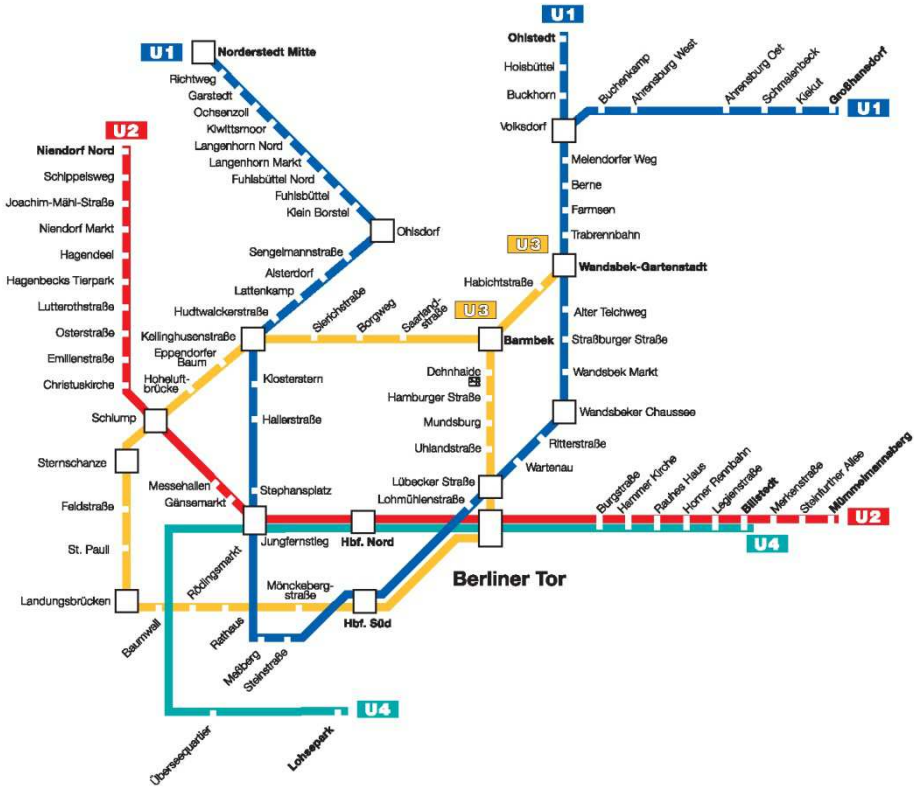 U1
U1
Norderstedt Mitte
Richtweg
Garstedt
Ochsenzoll
Kiwittsmoor
Langenhorn Nord
Langenhorn Markt
Fuhlsbüttel Nord
Fuhlsbüttel
Klein Borstel
Ohlsdorf
Sengelmannstraße
Alsterdorf
Lattenkamp
Hudtwalckerstraße
Kellinghusenstraße
Ohlstedt
Hoisbüttel
Buckhorn
Volksdorf
Buchenkamp
Ahrensburg West
Ahrensburg Ost
Schmalenbeck
Kiekut
Großhansdorf
U1
Meiendorfer Weg
Berne
Farmsen
Trabrennbahn
U3
Wandsbek-Gartenstadt
Habichtstraße
U2
Niendorf Nord
Schippelsweg
Joachim-Mähl-Straße
Niendorf Markt
Hagendeel
Hagenbecks Tierpark
Lutterothstraße
Osterstraße
Emilienstraße
Christuskirche
Schlump
U3
Sierichstraße
Borgweg
Saarland-
straße
Barmbek
Eppendorfer
Baum
Hoheluft-
brücke
Klosterstern
Hallerstraße
Stephansplatz
Dehnhaide
Hamburger Straße
Mundsburg
Uhlandstraße
Lübecker Straße
Lohmühlenstraße
Alter Teichweg
Straßburger Straße
Wandsbek Markt
Wandsbeker Chaussee
Ritterstraße
Wartenau
Sternschanze
Feldstraße
St. Pauli
Landungsbrücken
Messehallen
Gänsemarkt
Jungfernstieg
Hbf. Nord
Burgstraße
Hammer Kirche
Rauhes Haus
Horner Rennbahn
Legienstraße
Billstedt
Merkenstraße
Steinfurther Allee
Mümmelmannsberg
U2
U4
Berliner Tor
Baumwall
Rödingsmarkt
Rathaus
Mönckeberg-
straße
Hbf. Süd
Meßberg
Steinstraße
U4
Überseequartier
Lohsepark